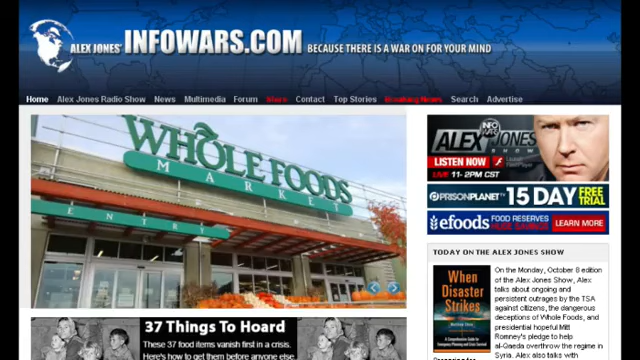 ALEX JONES' INFOWARS.COM BECAUSE THERE IS A WAR ON FOR YOUR MIND
Home Alex Jones Radio Show News Multimedia Forum Store Contact Top Stories Breaking News Search Advertise
WHOLE FOODS
MARKET
ENTRY
INFO
WARS
ALEX JONES
SHOW
LISTEN NOW
LIVE 11- 2PM CST
PRISONPLANET 15 DAY FREE TRIAL
efoods FOOD RESERVES HUGE SAVINGS LEARN MORE
TODAY ON THE ALEX JONES SHOW
When
Disaster
Strikes
On the Monday, October 8 edition
of the Alex Jones Show, Alex
talks about ongoing and
persistent outrages by the TSA
against citizens, the dangerous
deceptions of Whole Foods, and
presidential hopeful Mitt
Romney's pledge to help
al-Qaeda overthrow the regime in
Syria. Alex also talks with
37 Things To Hoard
These 37 food items vanish first in a crisis.
Here's how to get them before anyone else.